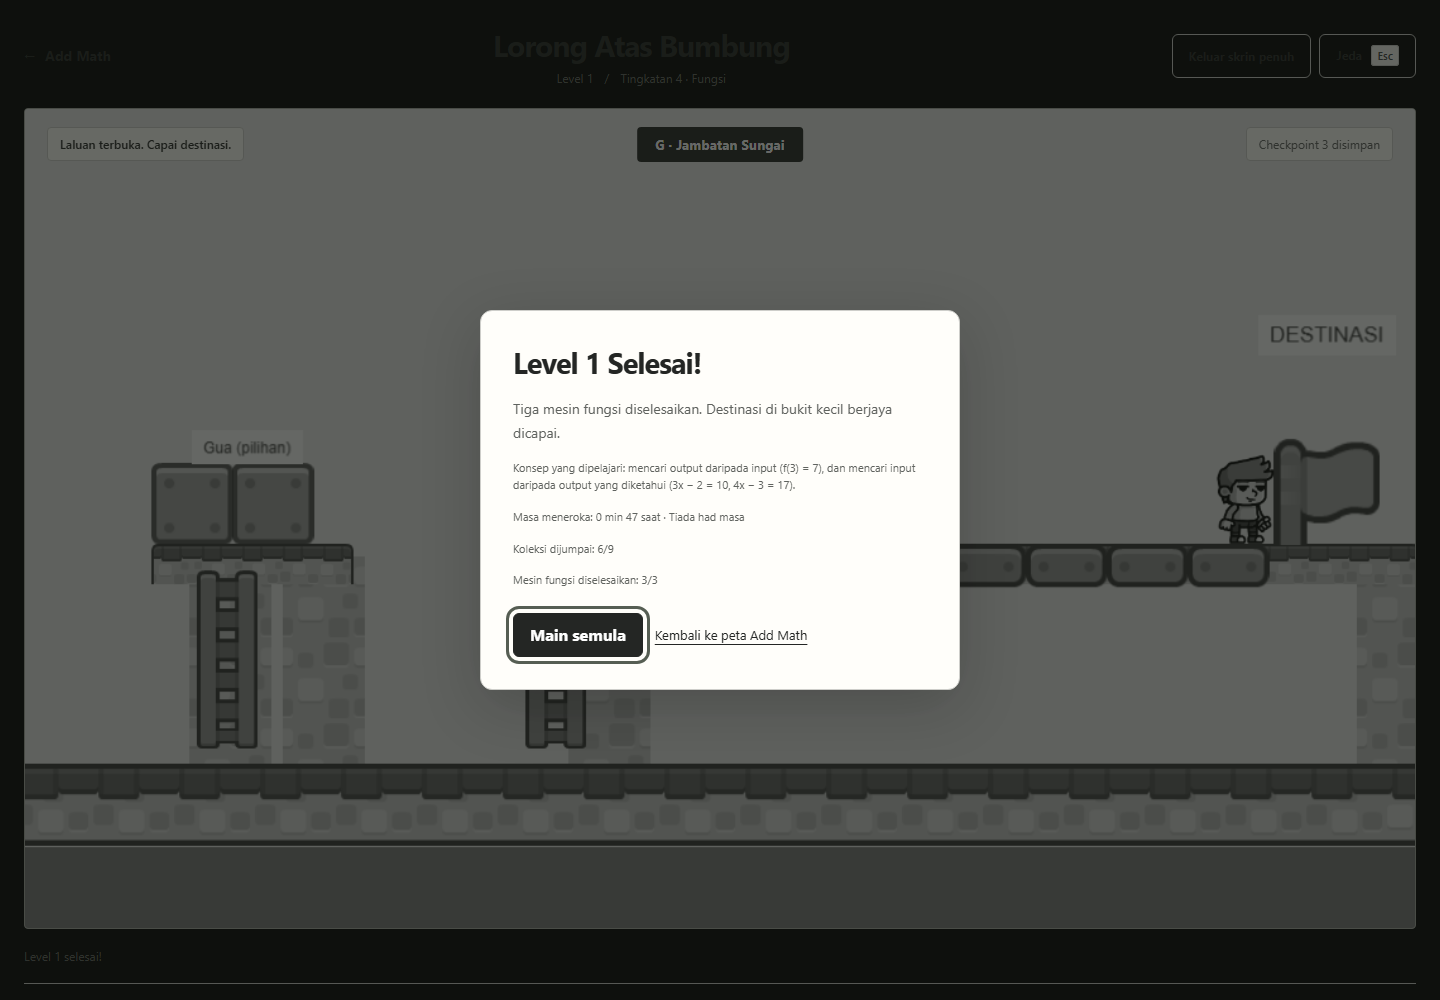 ← Add Math
Lorong Atas Bumbung
Level 1 / Tingkatan 4 · Fungsi
Keluar skrin penuh
Jeda Esc
Laluan terbuka. Capai destinasi.
G · Jambatan Sungai
Checkpoint 3 disimpan
DESTINASI
Gua (pilihan)
Level 1 Selesai!
Tiga mesin fungsi diselesaikan. Destinasi di bukit kecil berjaya
dicapai.
Konsep yang dipelajari: mencari output daripada input (f(3) = 7), dan mencari input
daripada output yang diketahui (3x − 2 = 10, 4x − 3 = 17).
Masa meneroka: 0 min 47 saat · Tiada had masa
Koleksi dijumpai: 6/9
Mesin fungsi diselesaikan: 3/3
Main semula
Kembali ke peta Add Math
Level 1 selesai!